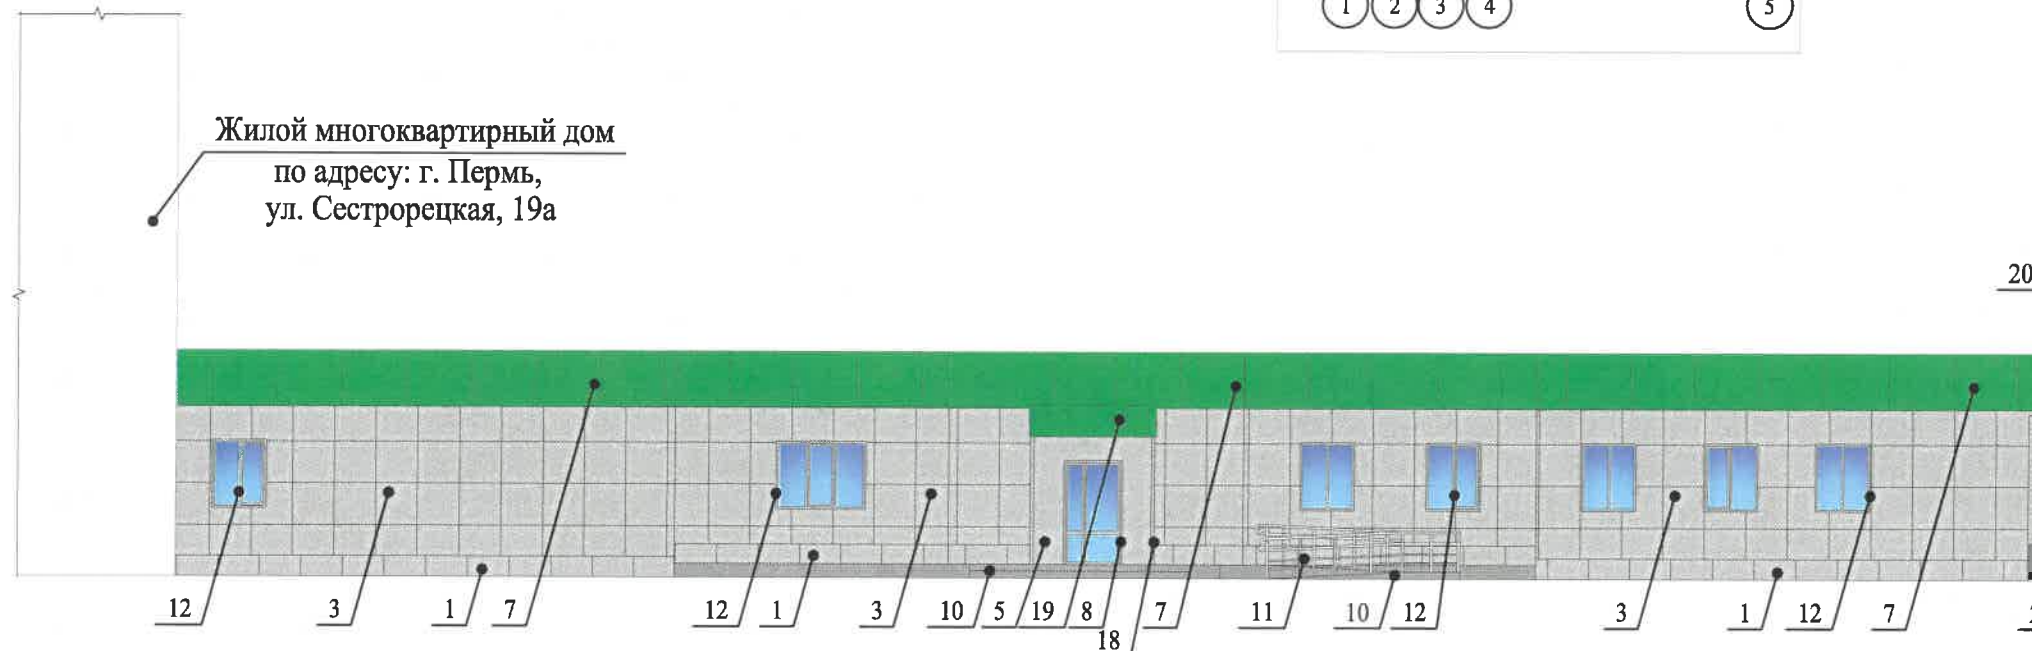 1 2 3 4 5
Жилой многоквартирный дом
по адресу: г. Пермь,
ул. Сестрорецкая, 19а
20
12 3 1 7 12 1 3 10 5 19 8 7 11 10 12 3 1 12 7
18